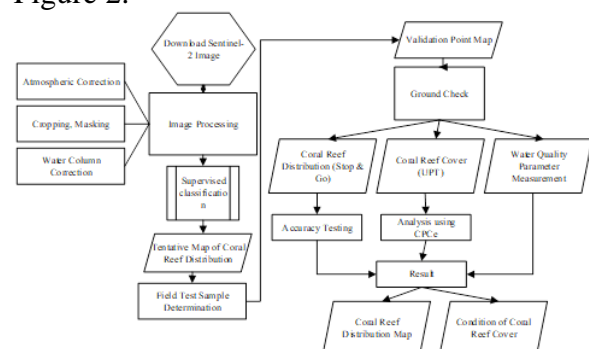 Figure 2.
Download Sentinel-
2 Image
Atmospheric Correction
Cropping, Masking
Water Column
Correction
Image Processing
Supervised
classificatio
n
Tentative Map of Coral
Reef Distribution
Field Test Sample
Determination
Validation Point Map
Ground Check
Coral Reef
Distribution (Stop &
Go)
Coral Reef Cover
(UPT)
Water Quality
Parameter
Measurement
Accuracy Testing
Analysis using
CPCe
Result
Coral Reef
Distribution Map
Condition of Coral
Reef Cover